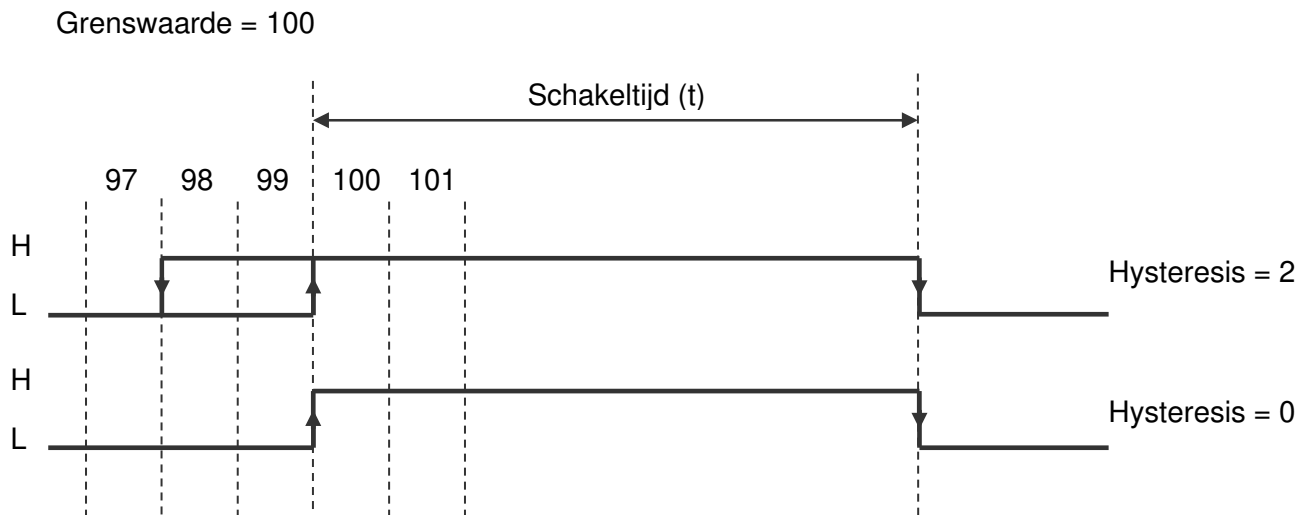 Grenswaarde = 100
Schakeltijd (t)
97 98 99 100 101
H
L
Hysteresis = 2
H
L
Hysteresis = 0